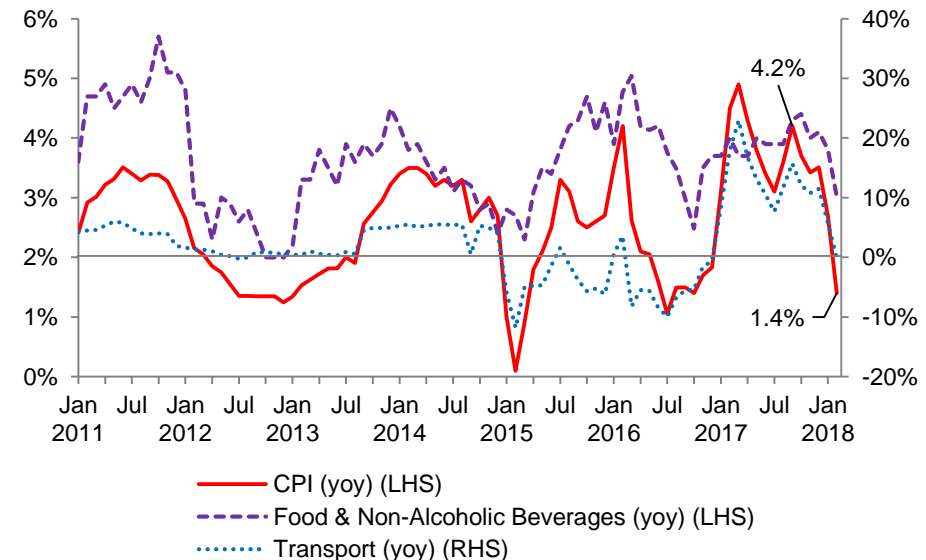 6% 40%
5% 4.2% 30%
4% 20%
3% 10%
2% 0%
1% 1.4% -10%
0% -20%
Jan Jul Jan Jul Jan Jul Jan Jul Jan Jul Jan Jul Jan Jul Jan
2011 2012 2013 2014 2015 2016 2017 2018
CPI (yoy) (LHS)
Food & Non-Alcoholic Beverages (yoy) (LHS)
Transport (yoy) (RHS)